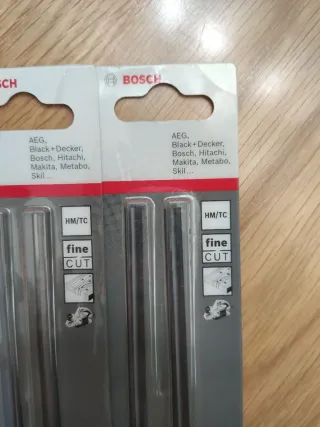 SCH
AEG,
Black+Decker,
Bosch, Hitachi,
Makita, Metabo,
Skil...
HM/TC
fine
CUT
BOSCH
AEG,
Black+Decker,
Bosch, Hitachi,
Makita, Metabo,
Skil...
HM/TC
fine
CUT